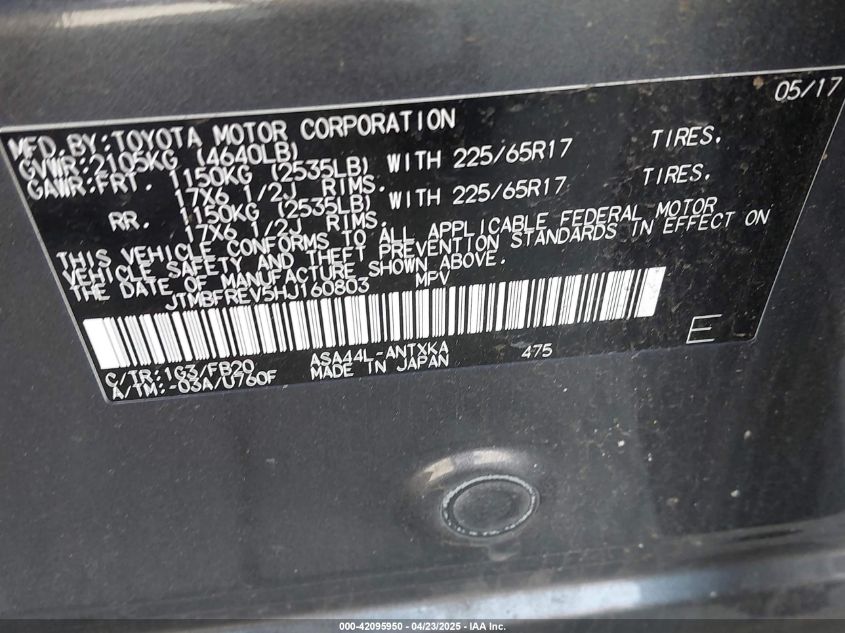 05/17
MFD. BY: TOYOTA MOTOR CORPORATION
GVWR: 2105KG (4640LB)
GAWR: FRT. 1150KG (2535LB) WITH 225/65R17 TIRES.
17X6 1/2J RIMS.
RR. 1150KG (2535LB) WITH 225/65R17 TIRES.
17X6 1/2J RIMS.
THIS VEHICLE CONFORMS TO ALL APPLICABLE FEDERAL MOTOR
VEHICLE SAFETY AND THEFT PREVENTION STANDARDS IN EFFECT ON
THE DATE OF MANUFACTURE SHOWN ABOVE.
JTMBFREV5HJ160803 MPV
C/TR: 1G3/FB20 ASA44L-ANTXKA 475 E
A/TM: -03A/U760F MADE IN JAPAN
000-42095950 - 04/23/2025 - IAA Inc.